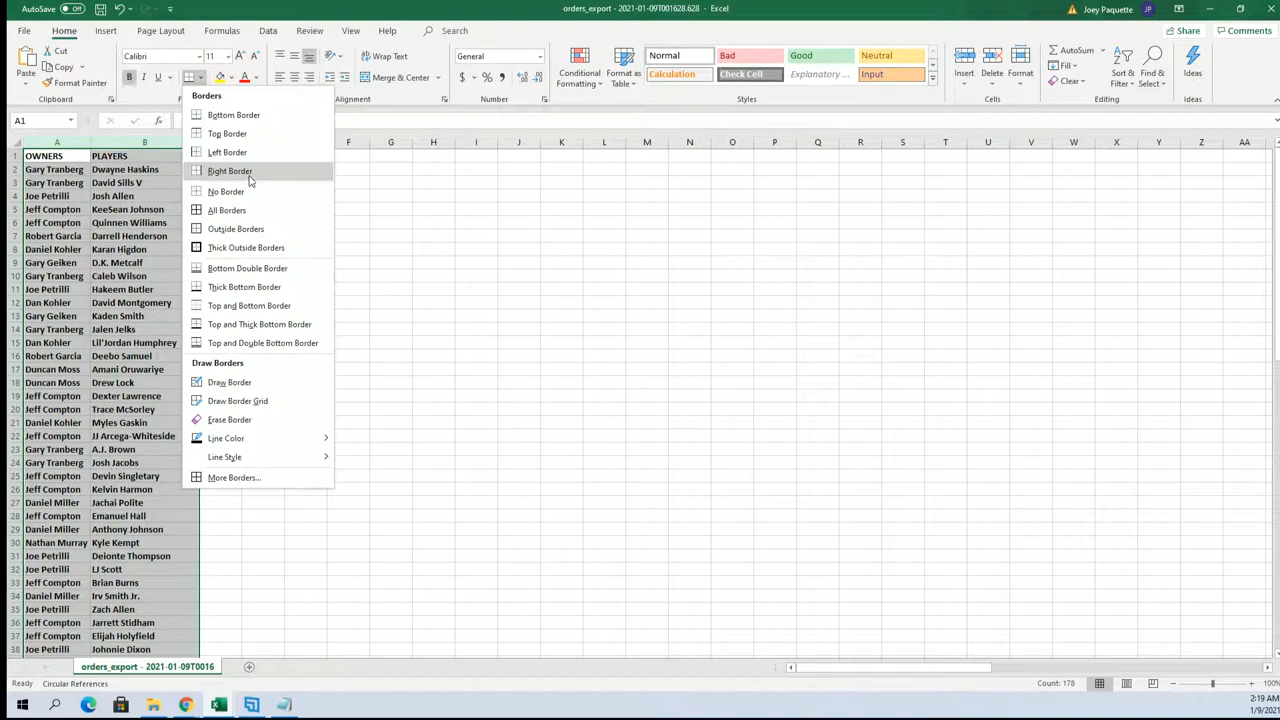 AutoSave Off
orders_export - 2021-01-09T001628.628 - Excel
Joey Paquette JP
File Home Insert Page Layout Formulas Data Review View Help Search
Share Comments
Paste
Cut
Copy
Format Painter
Clipboard
Calibri 11
B I U
Wrap Text
Merge & Center
Alignment
General
$ % ,
Number
Conditional Formatting
Format as Table
Normal Bad Good Neutral
Calculation Check Cell Explanatory ... Input
Styles
Insert Delete Format
Cells
AutoSum
Fill
Clear
Sort & Filter
Find & Select
Editing
Ideas
Ideas
A1
Borders
Bottom Border
Top Border
Left Border
Right Border
No Border
All Borders
Outside Borders
Thick Outside Borders
Bottom Double Border
Thick Bottom Border
Top and Bottom Border
Top and Thick Bottom Border
Top and Double Bottom Border
Draw Borders
Draw Border
Draw Border Grid
Erase Border
Line Color
Line Style
More Borders...
A B F G H I J K L M N O P Q R S T U V W X Y Z AA
1 OWNERS PLAYERS
2 Gary Tranberg Dwayne Haskins
3 Gary Tranberg David Sills V
4 Joe Petrilli Josh Allen
5 Jeff Compton KeeSean Johnson
6 Jeff Compton Quinnen Williams
7 Robert Garcia Darrell Henderson
8 Daniel Kohler Karan Higdon
9 Gary Geiken D.K. Metcalf
10 Gary Tranberg Caleb Wilson
11 Joe Petrilli Hakeem Butler
12 Dan Kohler David Montgomery
13 Gary Geiken Kaden Smith
14 Gary Tranberg Jalen Jelks
15 Dan Kohler Lil'Jordan Humphrey
16 Robert Garcia Deebo Samuel
17 Duncan Moss Amani Oruwariye
18 Duncan Moss Drew Lock
19 Jeff Compton Dexter Lawrence
20 Jeff Compton Trace McSorley
21 Daniel Kohler Myles Gaskin
22 Jeff Compton JJ Arcega-Whiteside
23 Gary Tranberg A.J. Brown
24 Gary Tranberg Josh Jacobs
25 Jeff Compton Devin Singletary
26 Jeff Compton Kelvin Harmon
27 Daniel Miller Jachai Polite
28 Jeff Compton Emanuel Hall
29 Daniel Miller Anthony Johnson
30 Nathan Murray Kyle Kempt
31 Joe Petrilli Deionte Thompson
32 Joe Petrilli LJ Scott
33 Jeff Compton Brian Burns
34 Daniel Miller Irv Smith Jr.
35 Joe Petrilli Zach Allen
36 Jeff Compton Jarrett Stidham
37 Jeff Compton Elijah Holyfield
38 Joe Petrilli Johnnie Dixon
orders_export - 2021-01-09T0016
Ready Circular References
Count: 178
100%
2:19 AM
1/9/2021